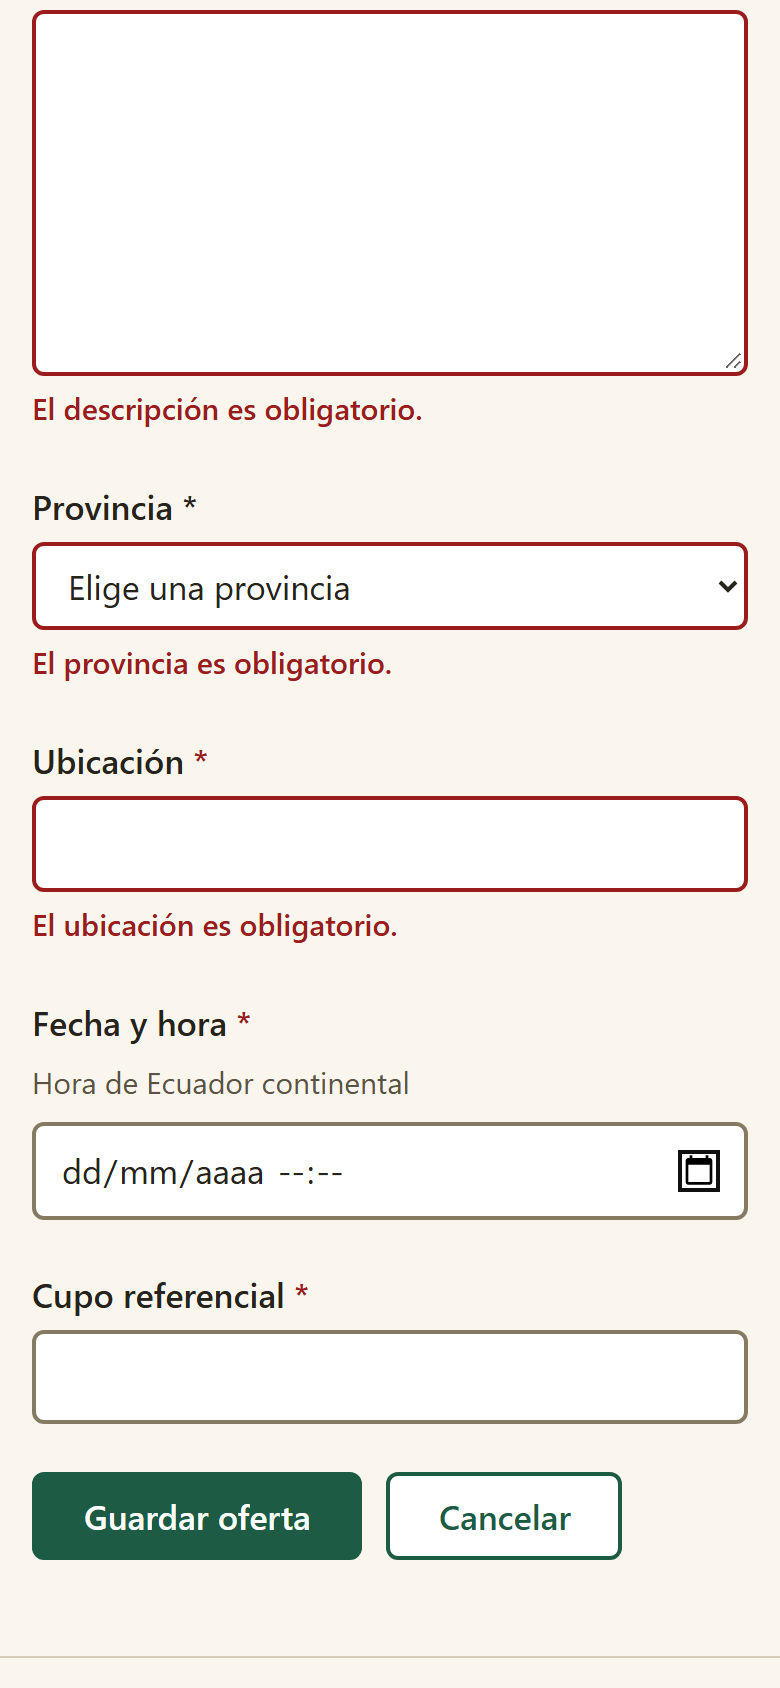 El descripción es obligatorio.
Provincia *
Elige una provincia
El provincia es obligatorio.
Ubicación *
El ubicación es obligatorio.
Fecha y hora *
Hora de Ecuador continental
dd/mm/aaaa --:--
Cupo referencial *
Guardar oferta
Cancelar